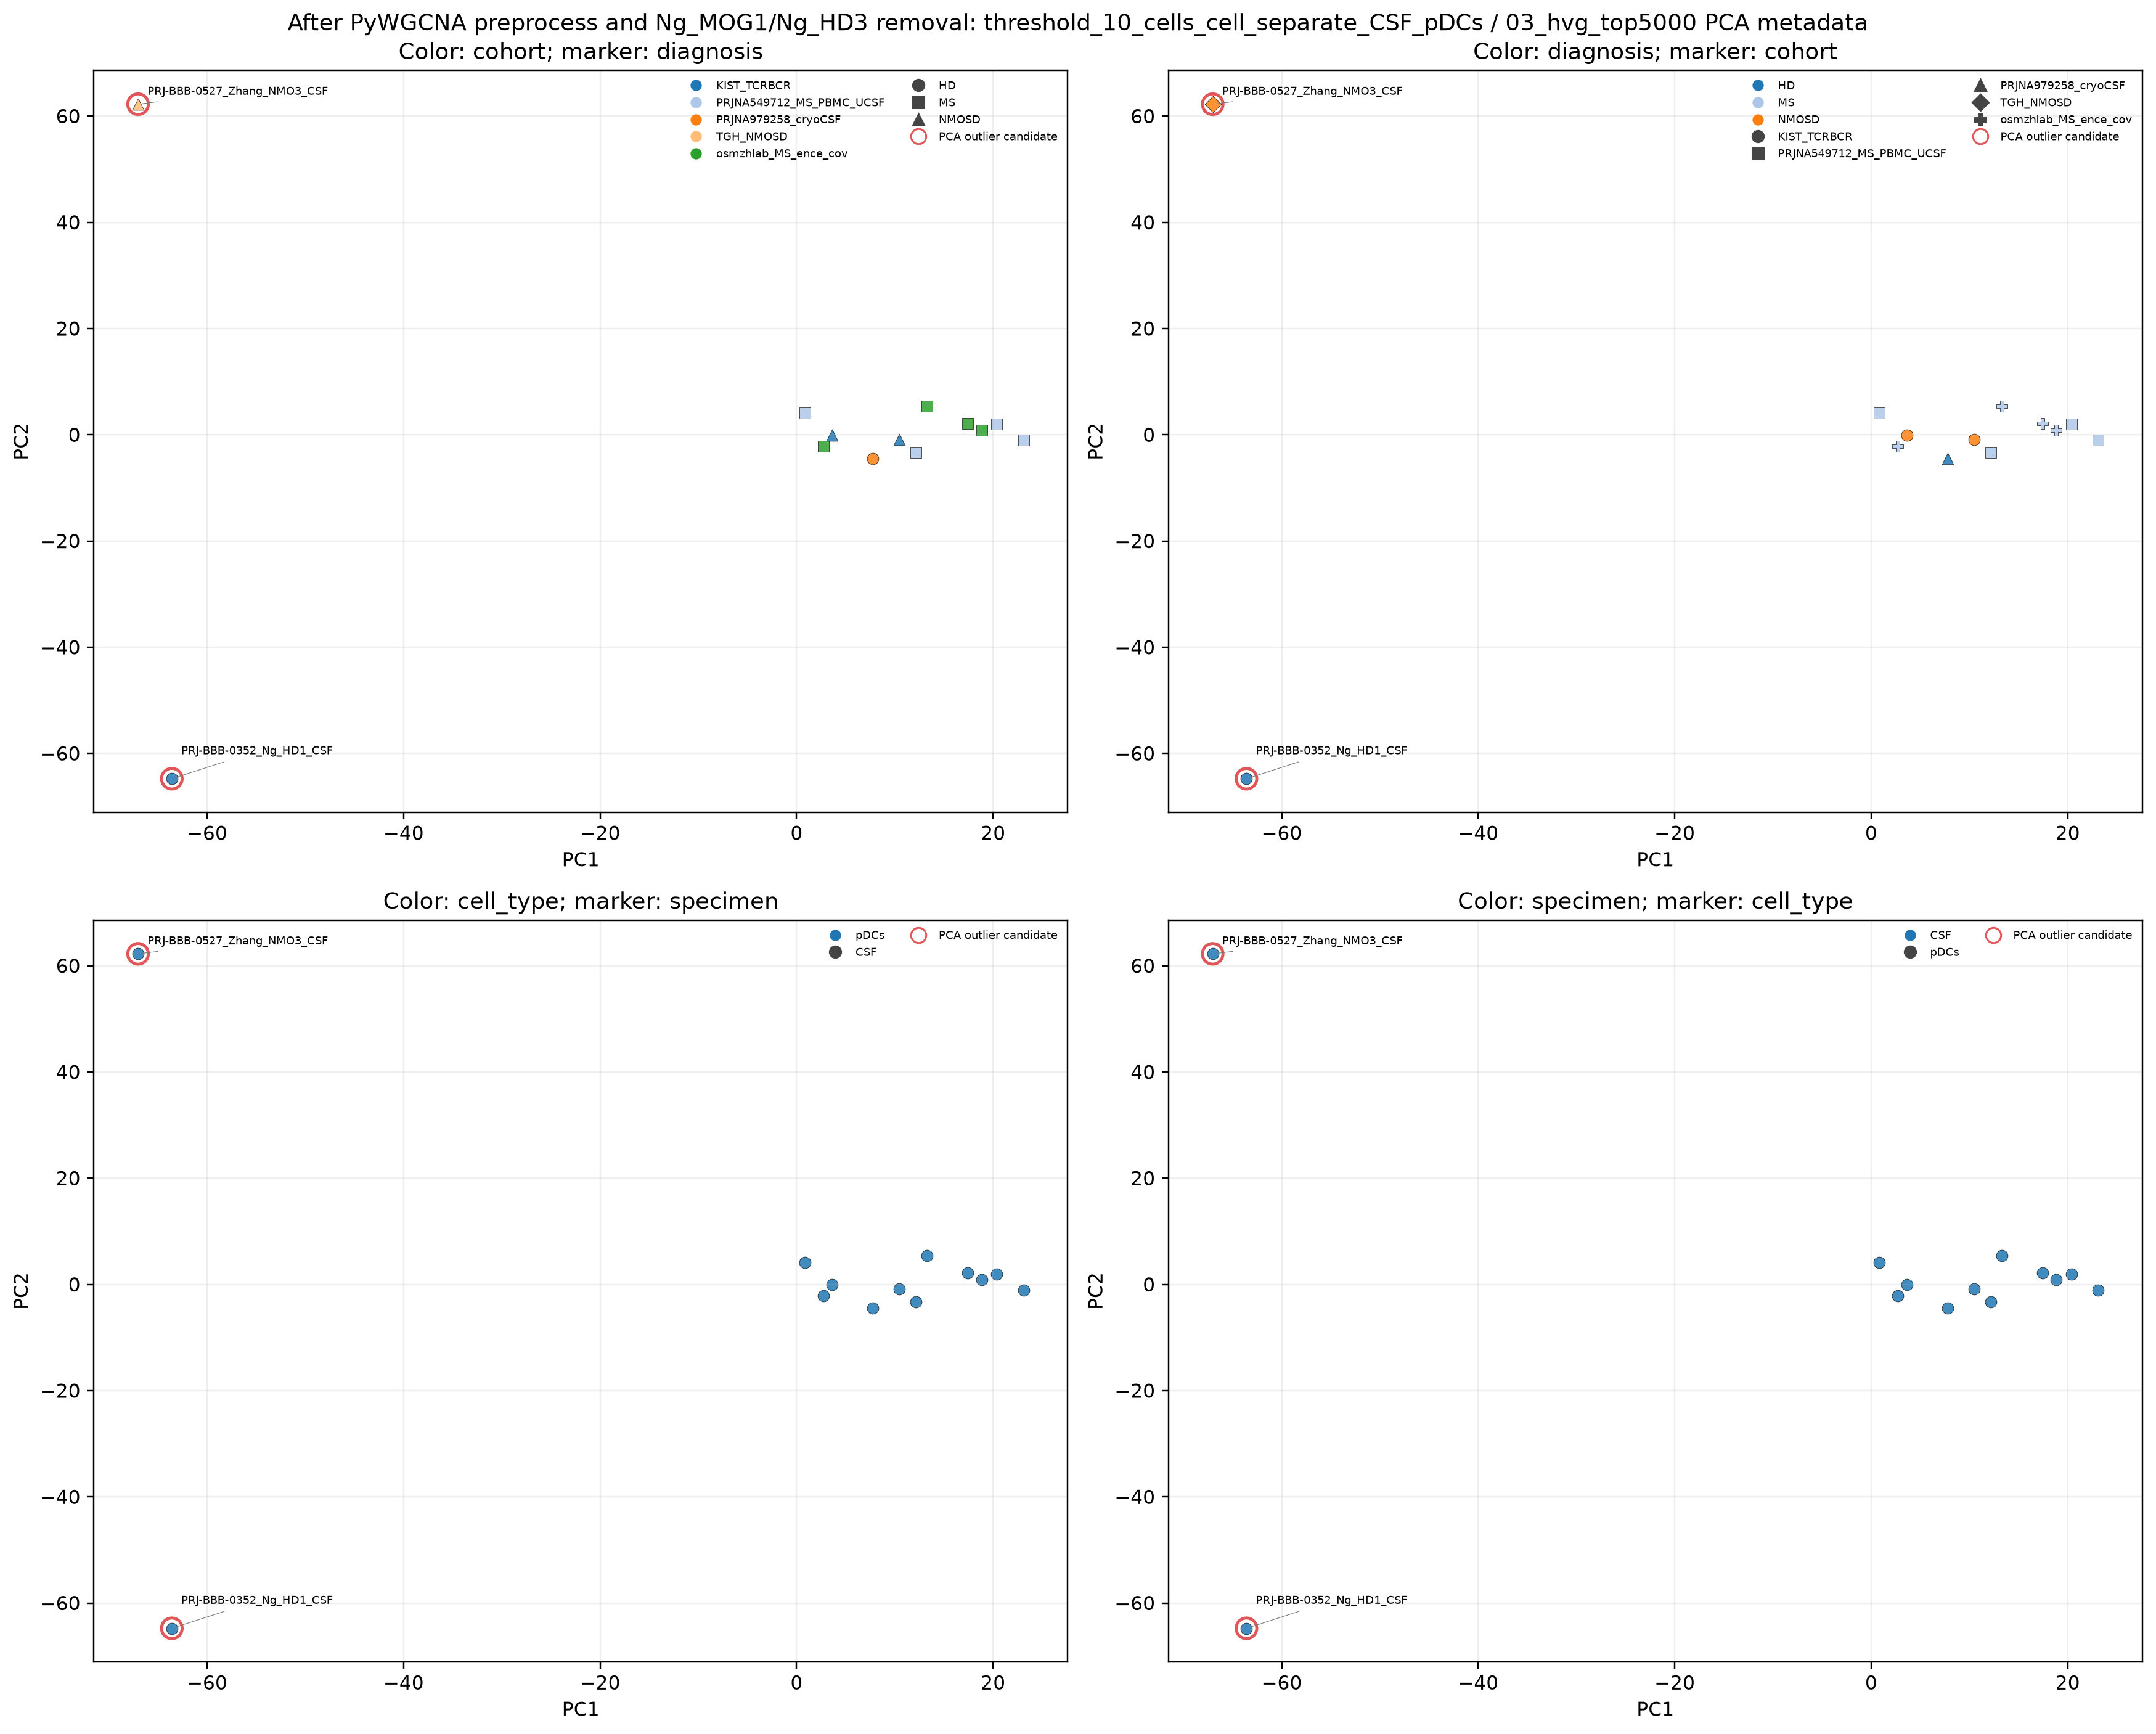 After PyWGCNA preprocess and Ng_MOG1/Ng_HD3 removal: threshold_10_cells_cell_separate_CSF_pDCs / 03_hvg_top5000 PCA metadata
Color: cohort; marker: diagnosis
PRJ-BBB-0527_Zhang_NMO3_CSF
KIST_TCRBCR
PRJNA549712_MS_PBMC_UCSF
PRJNA979258_cryoCSF
TGH_NMOSD
osmzhlab_MS_ence_cov
HD
MS
NMOSD
PCA outlier candidate
PRJ-BBB-0352_Ng_HD1_CSF
60
40
20
0
−20
−40
−60
PC2
−60 −40 −20 0 20
PC1
Color: diagnosis; marker: cohort
PRJ-BBB-0527_Zhang_NMO3_CSF
HD
MS
NMOSD
KIST_TCRBCR
PRJNA549712_MS_PBMC_UCSF
PRJNA979258_cryoCSF
TGH_NMOSD
osmzhlab_MS_ence_cov
PCA outlier candidate
PRJ-BBB-0352_Ng_HD1_CSF
60
40
20
0
−20
−40
−60
PC2
−60 −40 −20 0 20
PC1
Color: cell_type; marker: specimen
PRJ-BBB-0527_Zhang_NMO3_CSF
pDCs
CSF
PCA outlier candidate
PRJ-BBB-0352_Ng_HD1_CSF
60
40
20
0
−20
−40
−60
PC2
−60 −40 −20 0 20
PC1
Color: specimen; marker: cell_type
PRJ-BBB-0527_Zhang_NMO3_CSF
CSF
pDCs
PCA outlier candidate
PRJ-BBB-0352_Ng_HD1_CSF
60
40
20
0
−20
−40
−60
PC2
−60 −40 −20 0 20
PC1